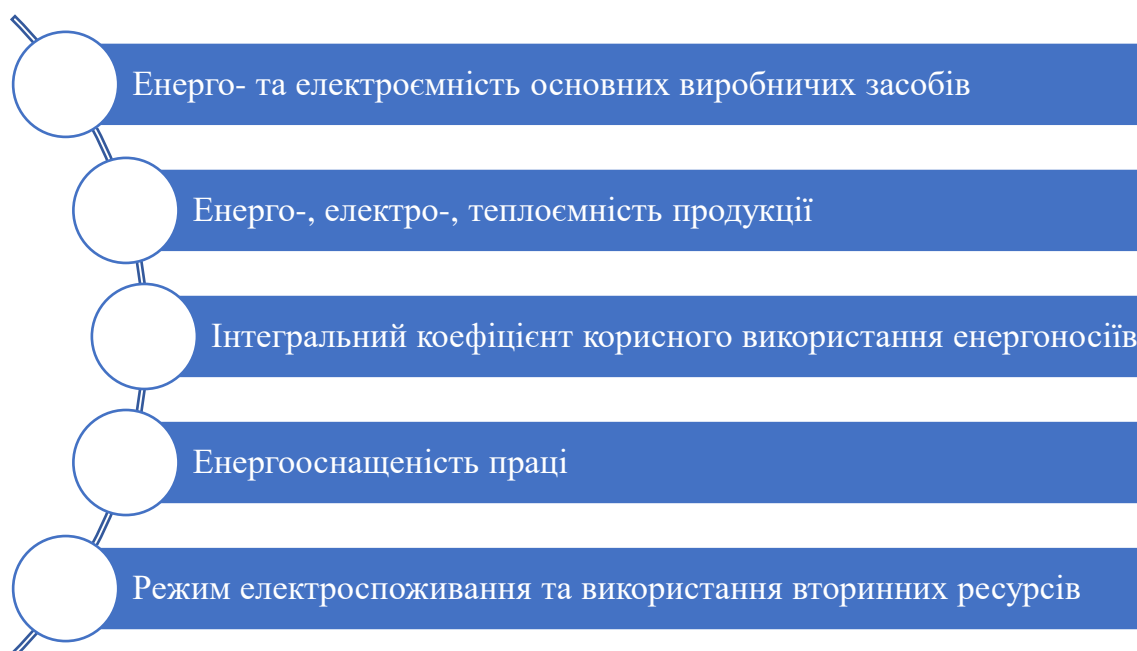 Енерго- та електроємність основних виробничих засобів
Енерго-, електро-, теплоємність продукції
Інтегральний коефіцієнт корисного використання енергоносіїв
Енергооснащеність праці
Режим електроспоживання та використання вторинних ресурсів